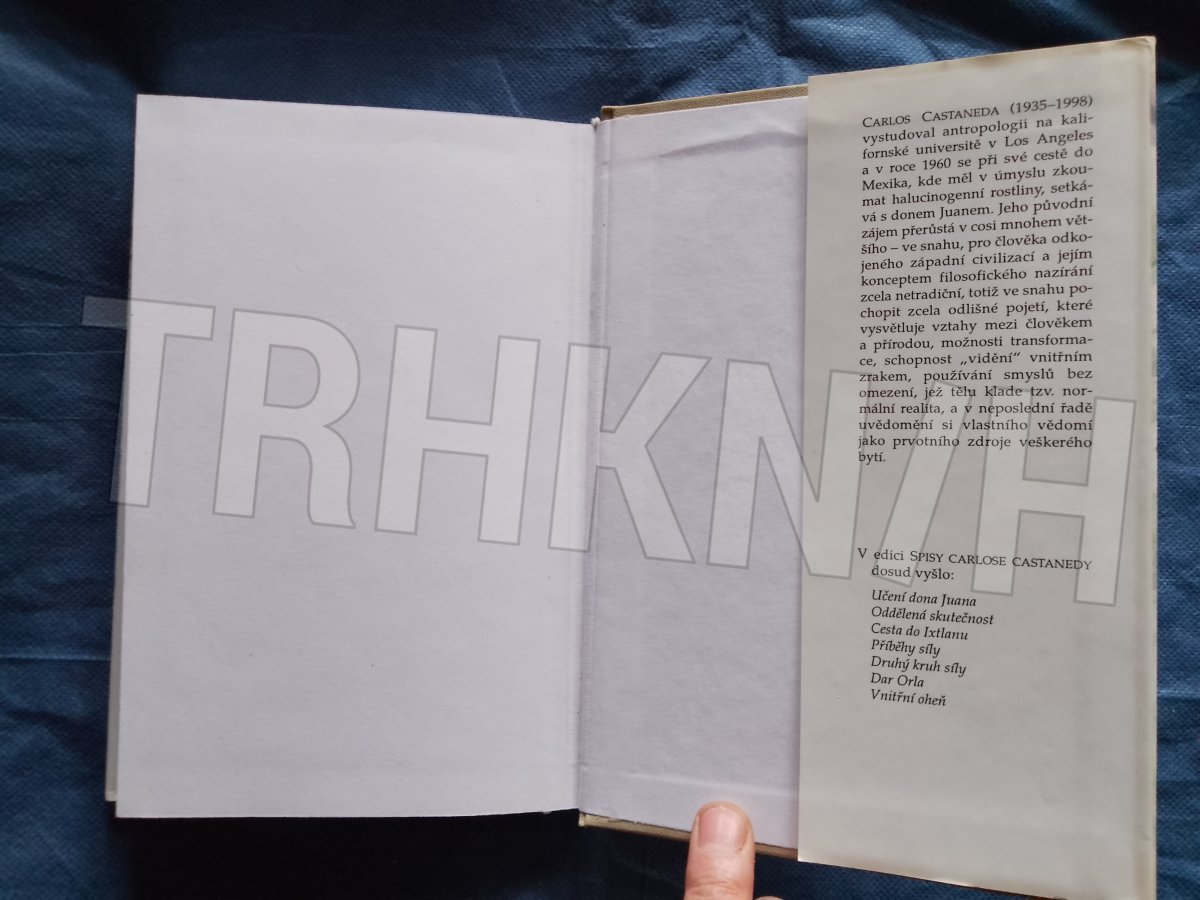 CARLOS CASTANEDA (1935–1998)
vystudoval antropologii na kali-
fornské universitě v Los Angeles
a v roce 1960 se při své cestě do
Mexika, kde měl v úmyslu zkou-
mat halucinogenní rostliny, setká-
vá s donem Juanem. Jeho původní
zájem přerůstá v cosi mnohem vět-
šího – ve snahu, pro člověka odko-
jeného západní civilizací a jejím
konceptem filosofického nazírání
zcela netradiční, totiž ve snahu po-
chopit zcela odlišné pojetí, které
vysvětluje vztahy mezi člověkem
a přírodou, možnosti transforma-
ce, schopnost „vidění“ vnitřním
zrakem, používání smyslů bez
omezení, jež tělu klade tzv. nor-
mální realita, a v neposlední řadě
uvědomění si vlastního vědomí
jako prvotního zdroje veškerého
bytí.
V edici SPISY CARLOSE CASTANEDY
dosud vyšlo:
Učení dona Juana
Oddělená skutečnost
Cesta do Ixtlanu
Příběhy síly
Druhý kruh síly
Dar Orla
Vnitřní oheň
TRHKN/H